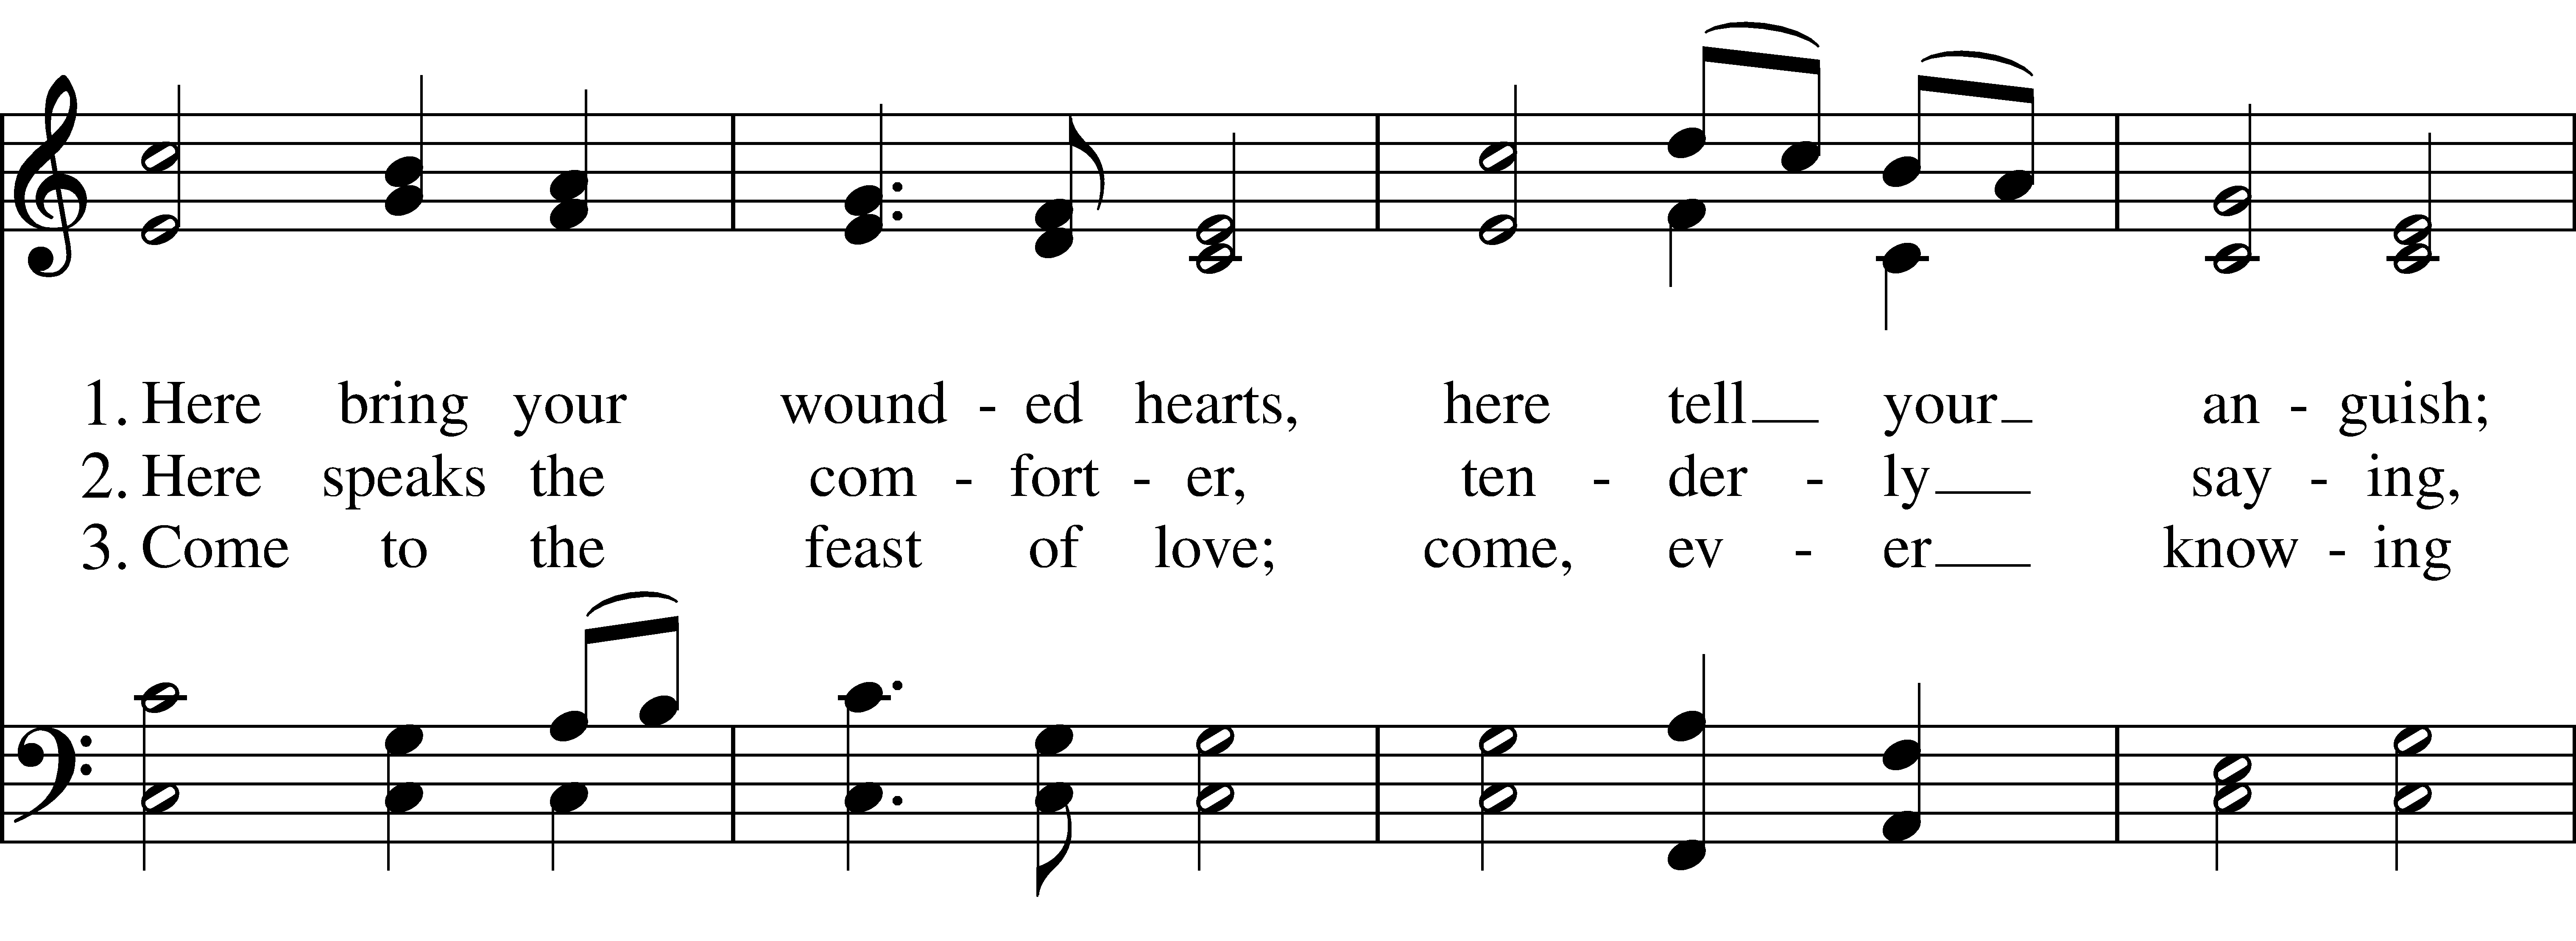 1. Here bring your wound - ed hearts, here tell your an - guish;
2. Here speaks the com - fort - er, ten - der - ly say - ing,
3. Come to the feast of love; come, ev - er know - ing